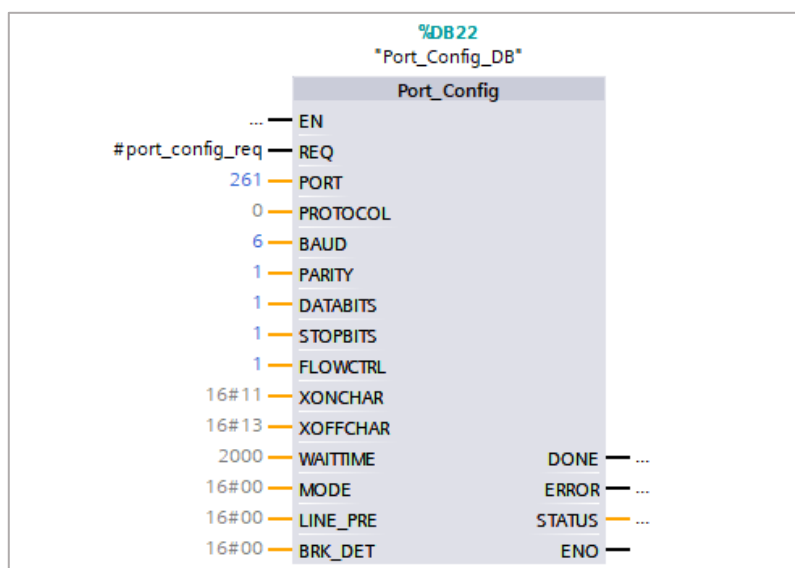 %DB22
"Port_Config_DB"
Port_Config
... EN
#port_config_req REQ
261 PORT
0 PROTOCOL
6 BAUD
1 PARITY
1 DATABITS
1 STOPBITS
1 FLOWCTRL
16#11 XONCHAR
16#13 XOFFCHAR
2000 WAITTIME DONE ...
16#00 MODE ERROR ...
16#00 LINE_PRE STATUS ...
16#00 BRK_DET ENO